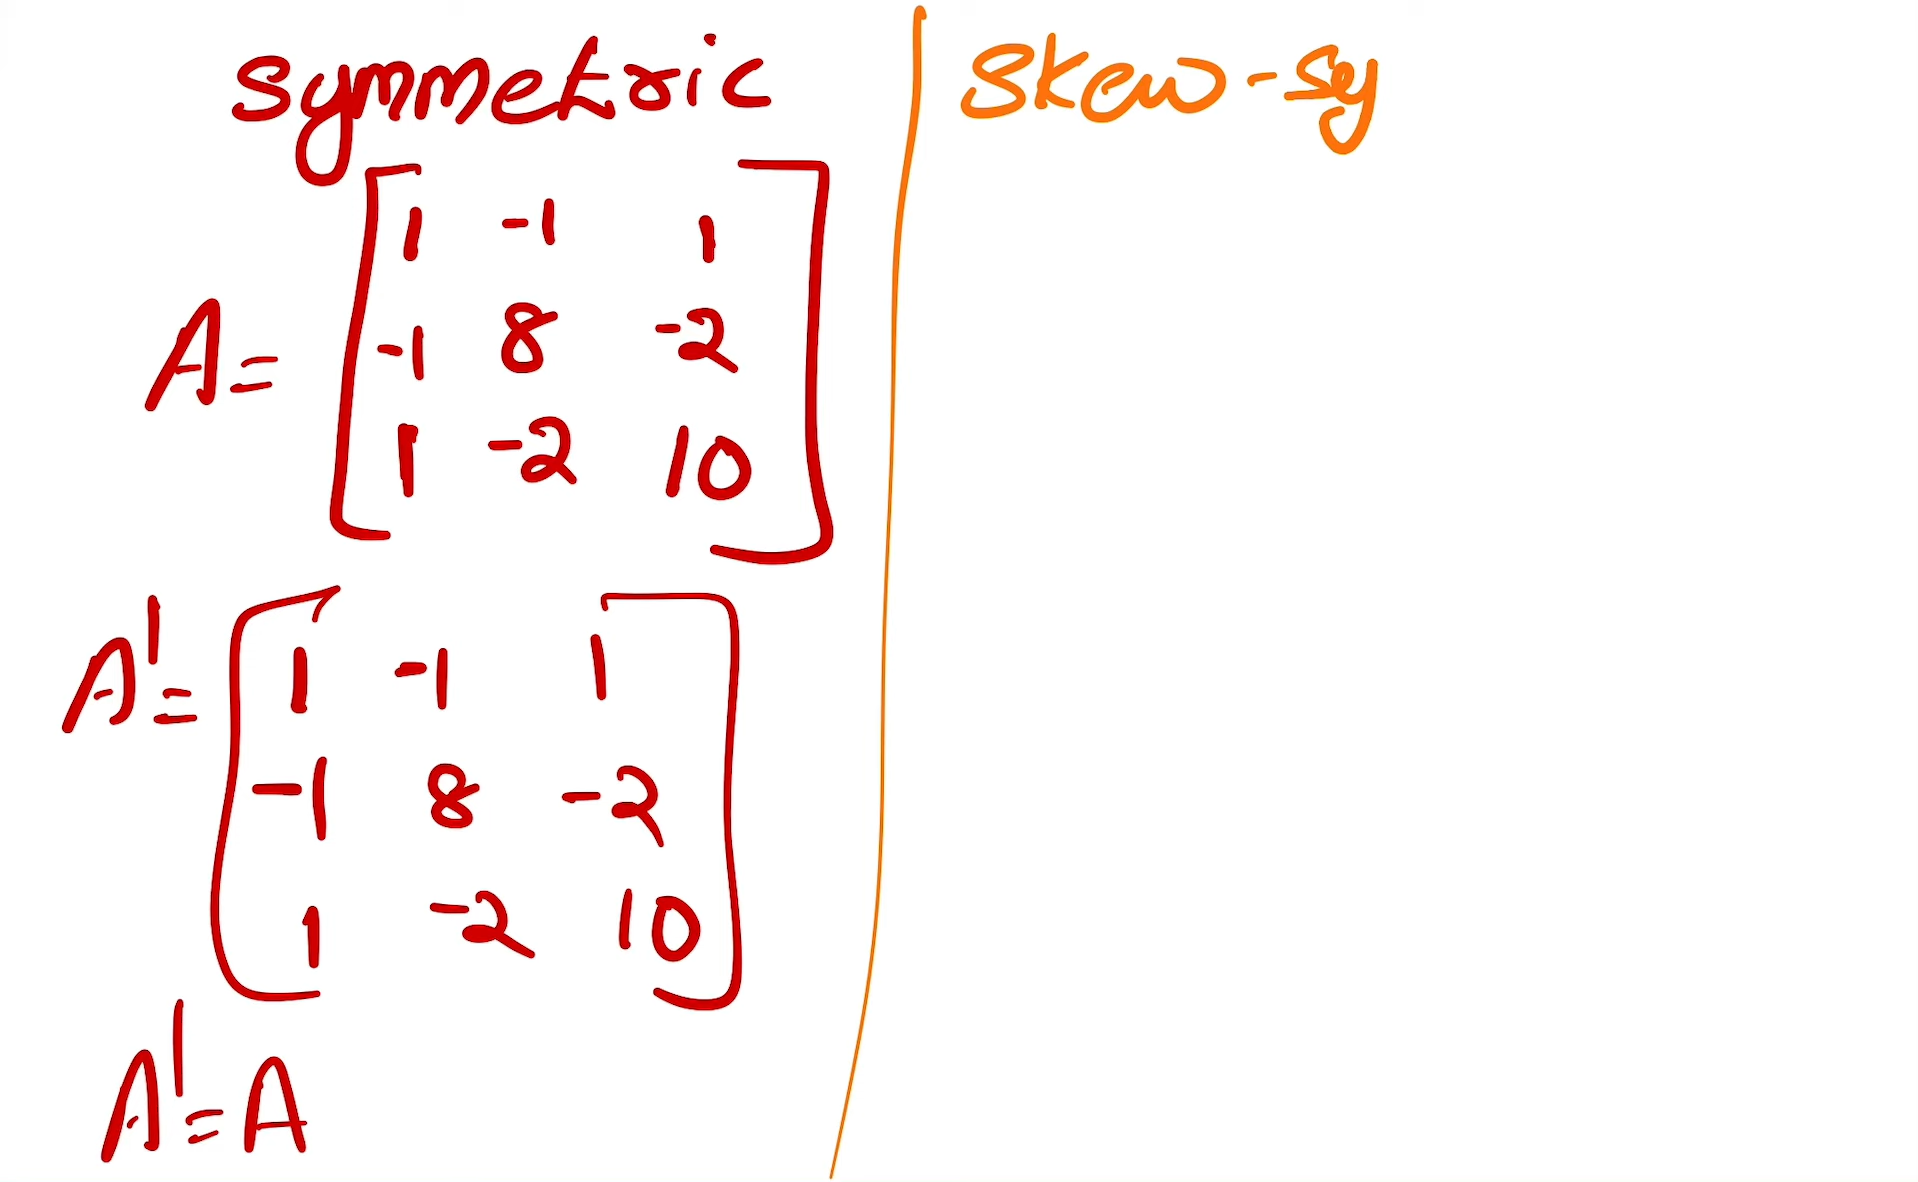 symmetric
A= [1 -1 1
-1 8 -2
1 -2 10]
A'= [1 -1 1
-1 8 -2
1 -2 10]
A'=A
Skew-sy